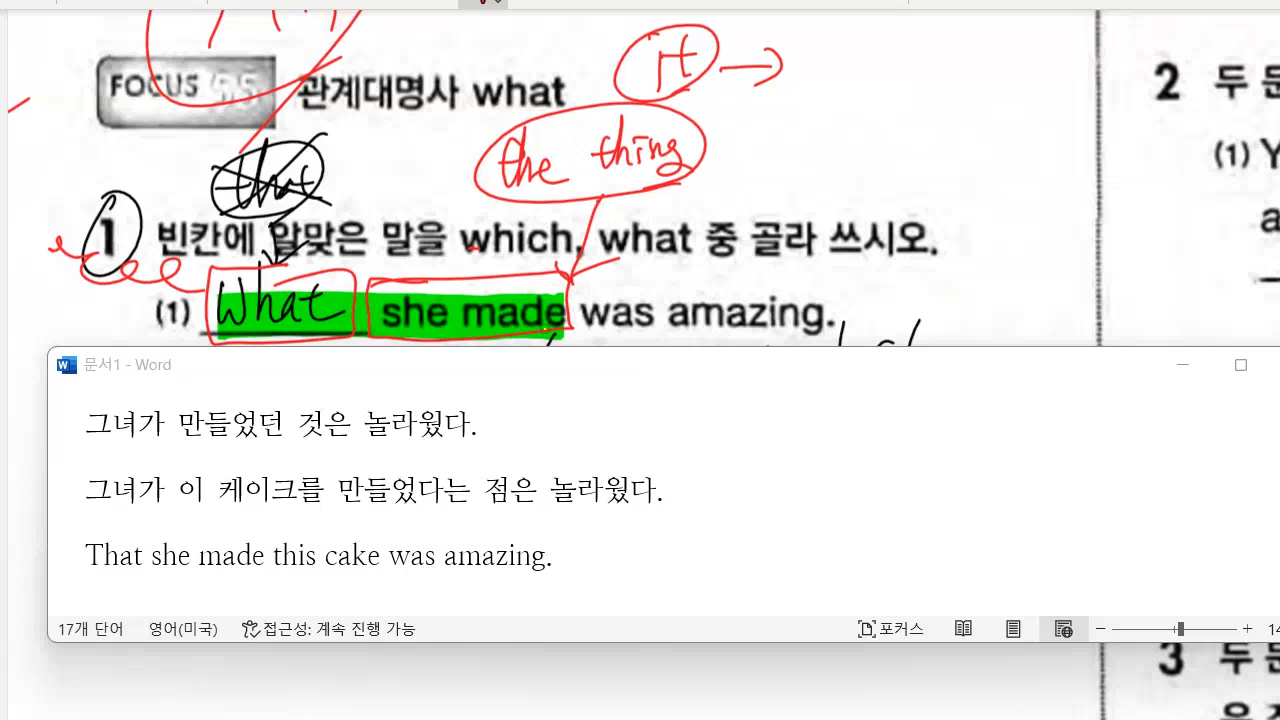 it
FOCUS 95 관계대명사 what
the thing
that
1 빈칸에 알맞은 말을 which, what 중 골라 쓰시오.
(1) What she made was amazing.
2 두 문
(1) Y
a
문서1 - Word
그녀가 만들었던 것은 놀라웠다.
그녀가 이 케이크를 만들었다는 점은 놀라웠다.
That she made this cake was amazing.
17개 단어 영어(미국) 접근성: 계속 진행 가능 포커스 14
3 두 문